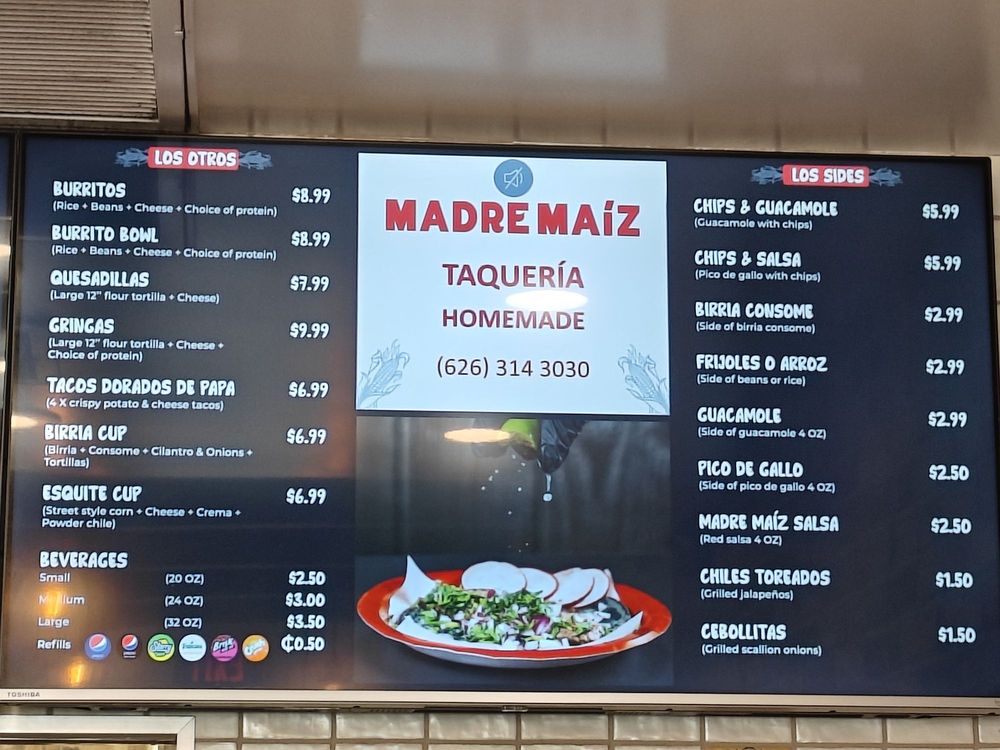 LOS OTROS
BURRITOS $8.99
(Rice + Beans + Cheese + Choice of protein)
BURRITO BOWL $8.99
(Rice + Beans + Cheese + Choice of protein)
QUESADILLAS $7.99
(Large 12" flour tortilla + Cheese)
GRINGAS $9.99
(Large 12" flour tortilla + Cheese +
Choice of protein)
TACOS DORADOS DE PAPA $6.99
(4 X crispy potato & cheese tacos)
BIRRIA CUP $6.99
(Birria + Consome + Cilantro & Onions +
Tortillas)
ESQUITE CUP $6.99
(Street style corn + Cheese + Crema +
Powder chile)
BEVERAGES
Small (20 OZ) $2.50
Medium (24 OZ) $3.00
Large (32 OZ) $3.50
Refills ₵0.50
MADRE MAíZ
TAQUERÍA
HOMEMADE
(626) 314 3030
LOS SIDES
CHIPS & GUACAMOLE $5.99
(Guacamole with chips)
CHIPS & SALSA $5.99
(Pico de gallo with chips)
BIRRIA CONSOME $2.99
(Side of birria consome)
FRIJOLES O ARROZ $2.99
(Side of beans or rice)
GUACAMOLE $2.99
(Side of guacamole 4 OZ)
PICO DE GALLO $2.50
(Side of pico de gallo 4 OZ)
MADRE MAÍZ SALSA $2.50
(Red salsa 4 OZ)
CHILES TOREADOS $1.50
(Grilled jalapeños)
CEBOLLITAS $1.50
(Grilled scallion onions)
TOSHIBA